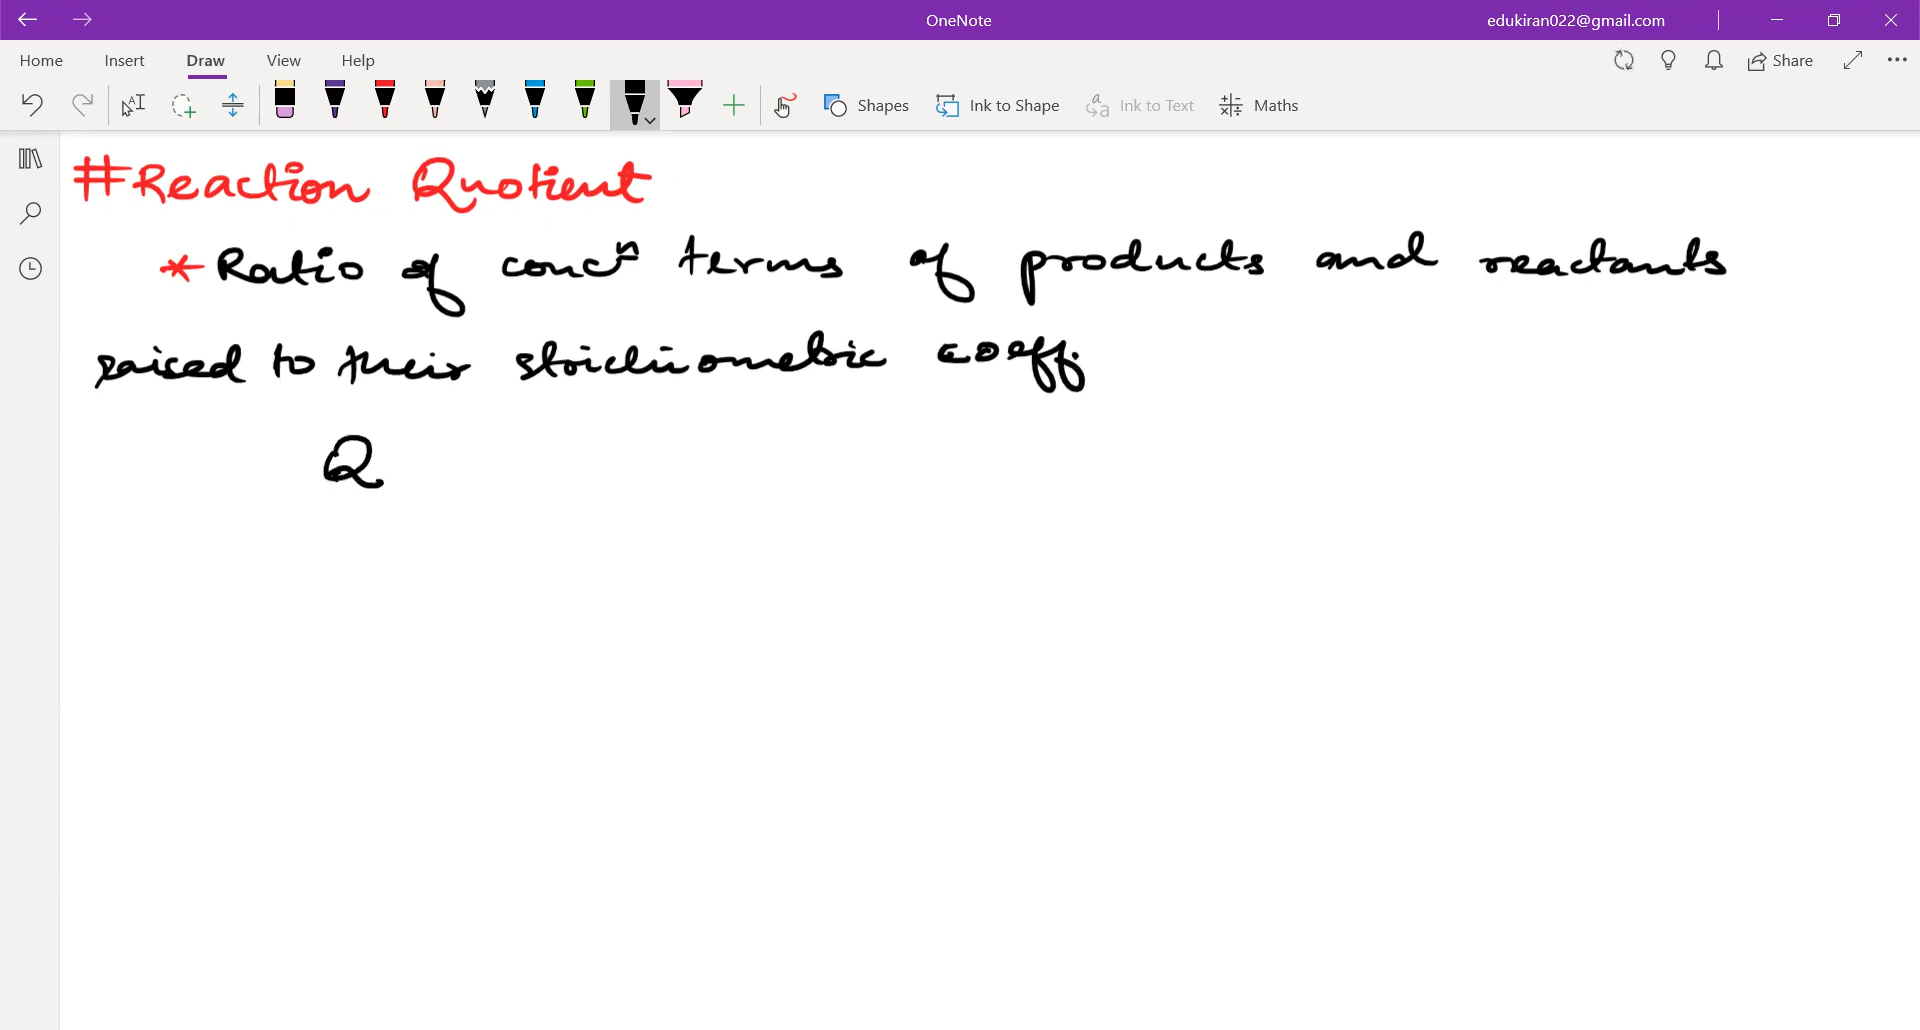 OneNote
edukiran022@gmail.com
Home Insert Draw View Help
Share
Shapes Ink to Shape Ink to Text Maths
#Reaction Quotient
* Ratio of concⁿ terms of products and reactants
raised to their stoichiometric coeff.
Q